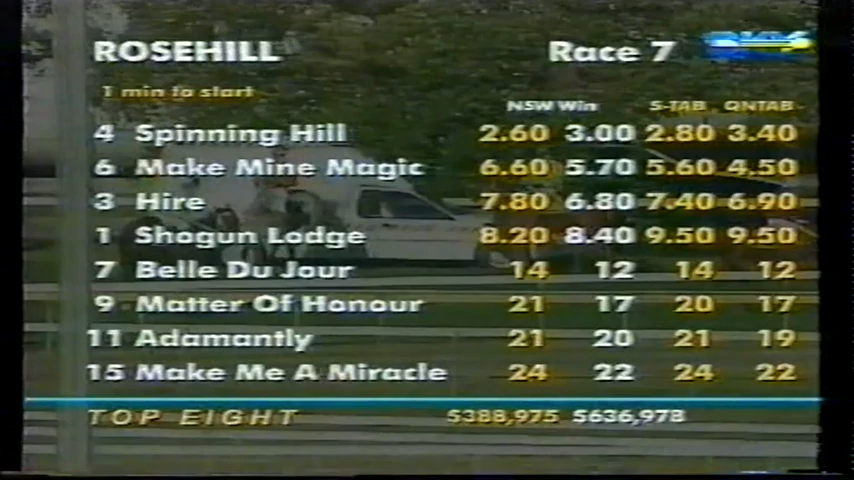 ROSEHILL Race 7
1 min to start
NSW Win S-TAB QNTAB
4 Spinning Hill 2.60 3.00 2.80 3.40
6 Make Mine Magic 6.60 5.70 5.60 4.50
3 Hire 7.80 6.80 7.40 6.90
1 Shogun Lodge 8.20 8.40 9.50 9.50
7 Belle Du Jour 14 12 14 12
9 Matter Of Honour 21 17 20 17
11 Adamantly 21 20 21 19
15 Make Me A Miracle 24 22 24 22
TOP EIGHT $388,975 $636,978